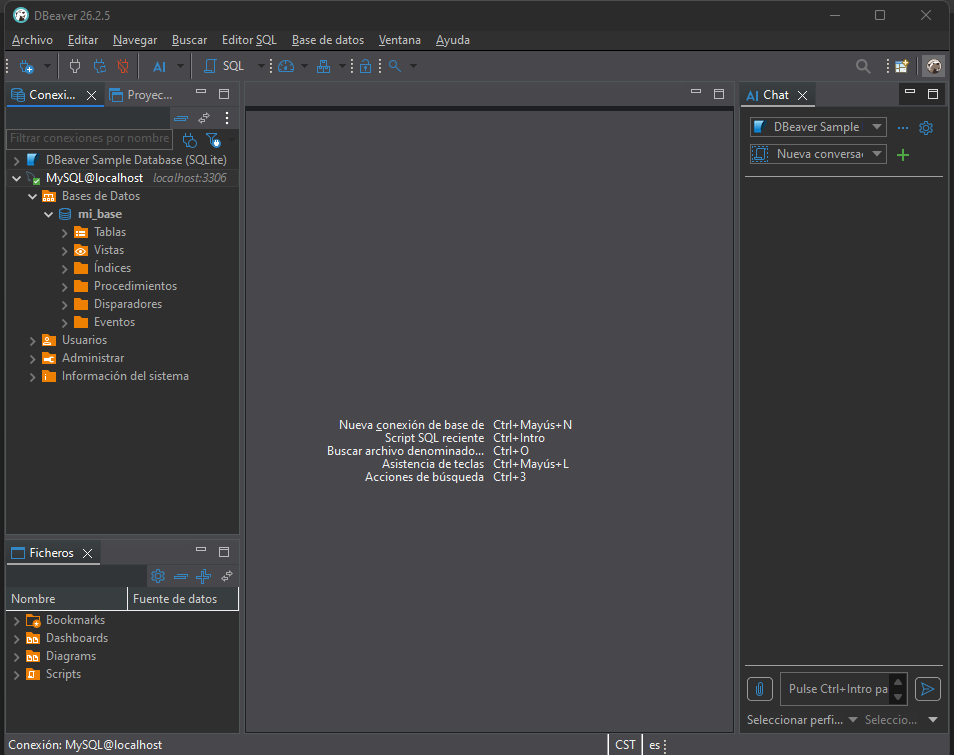 DBeaver 26.2.5
Archivo Editar Navegar Buscar Editor SQL Base de datos Ventana Ayuda
AI SQL
Conexi... Proyec...
Filtrar conexiones por nombre
DBeaver Sample Database (SQLite)
MySQL@localhost localhost:3306
Bases de Datos
mi_base
Tablas
Vistas
Índices
Procedimientos
Disparadores
Eventos
Usuarios
Administrar
Información del sistema
Nueva conexión de base de Ctrl+Mayús+N
Script SQL reciente Ctrl+Intro
Buscar archivo denominado... Ctrl+O
Asistencia de teclas Ctrl+Mayús+L
Acciones de búsqueda Ctrl+3
AI Chat
DBeaver Sample
Nueva conversa
Pulse Ctrl+Intro pa
Seleccionar perfi... Seleccio...
Ficheros
Nombre Fuente de datos
Bookmarks
Dashboards
Diagrams
Scripts
Conexión: MySQL@localhost CST es